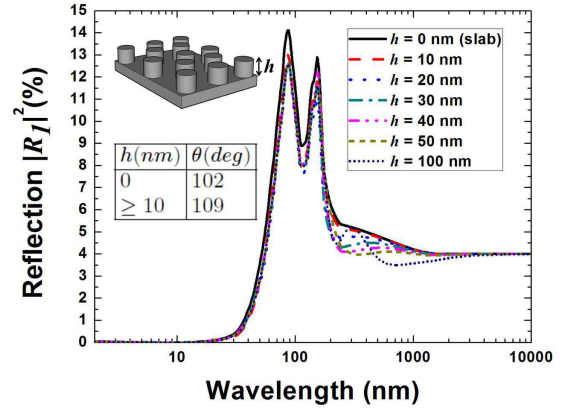 15
14
13
12
11
10
9
8
7
6
5
4
3
2
1
0
Reflection |R1|²(%)
h
h = 0 nm (slab)
h = 10 nm
h = 20 nm
h = 30 nm
h = 40 nm
h = 50 nm
h = 100 nm
h(nm) θ(deg)
0 102
≥ 10 109
10 100 1000 10000
Wavelength (nm)